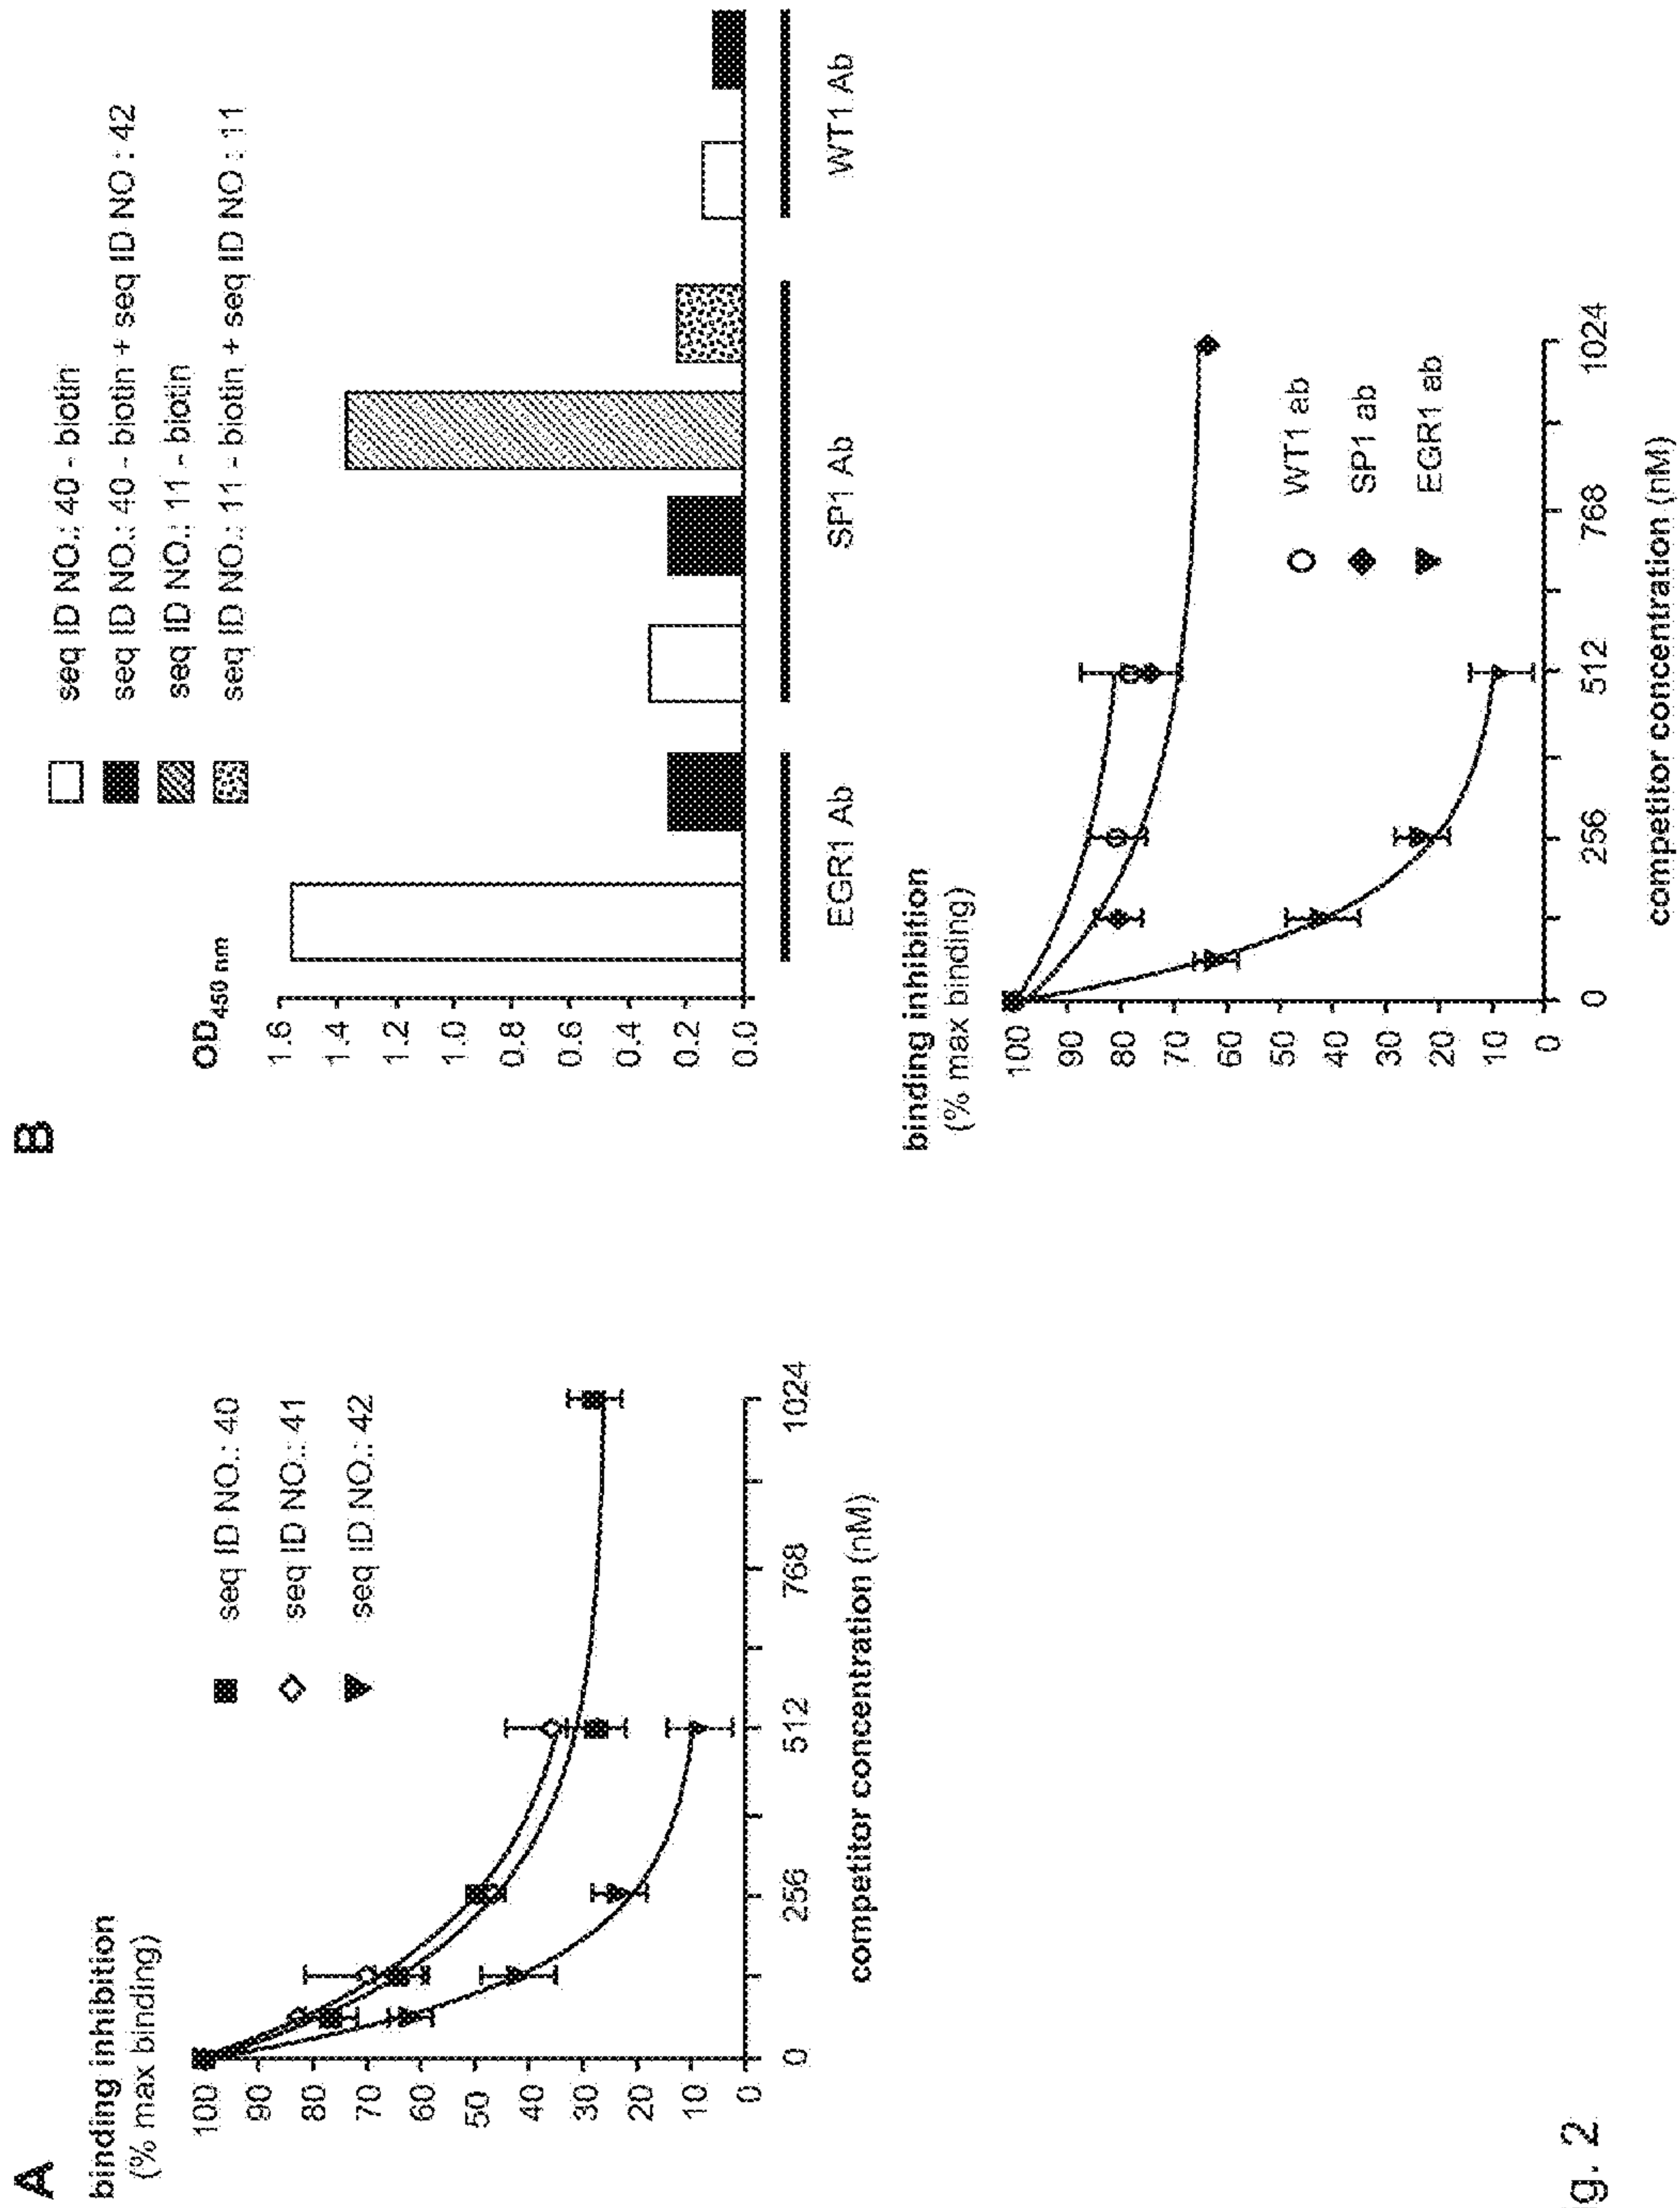 A
binding inhibition
(% max binding)
100
90
80
70
60
50
40
30
20
10
0
0
256
512
768
1024
competitor concentration (nM)
seq ID NO.: 40
seq ID NO.: 41
seq ID NO.: 42
B
seq ID NO.: 40 - biotin
seq ID NO.: 40 - biotin + seq ID NO : 42
seq ID NO.: 11 - biotin
seq ID NO.: 11 - biotin + seq ID NO : 11
OD450 nm
1.6
1.4
1.2
1.0
0.8
0.6
0.4
0.2
0.0
EGR1 Ab
SP1 Ab
WT1 Ab
binding inhibition
(% max binding)
100
90
80
70
60
50
40
30
20
10
0
0
256
512
768
1024
competitor concentration (nM)
WT1 ab
SP1 ab
EGR1 ab
g. 2